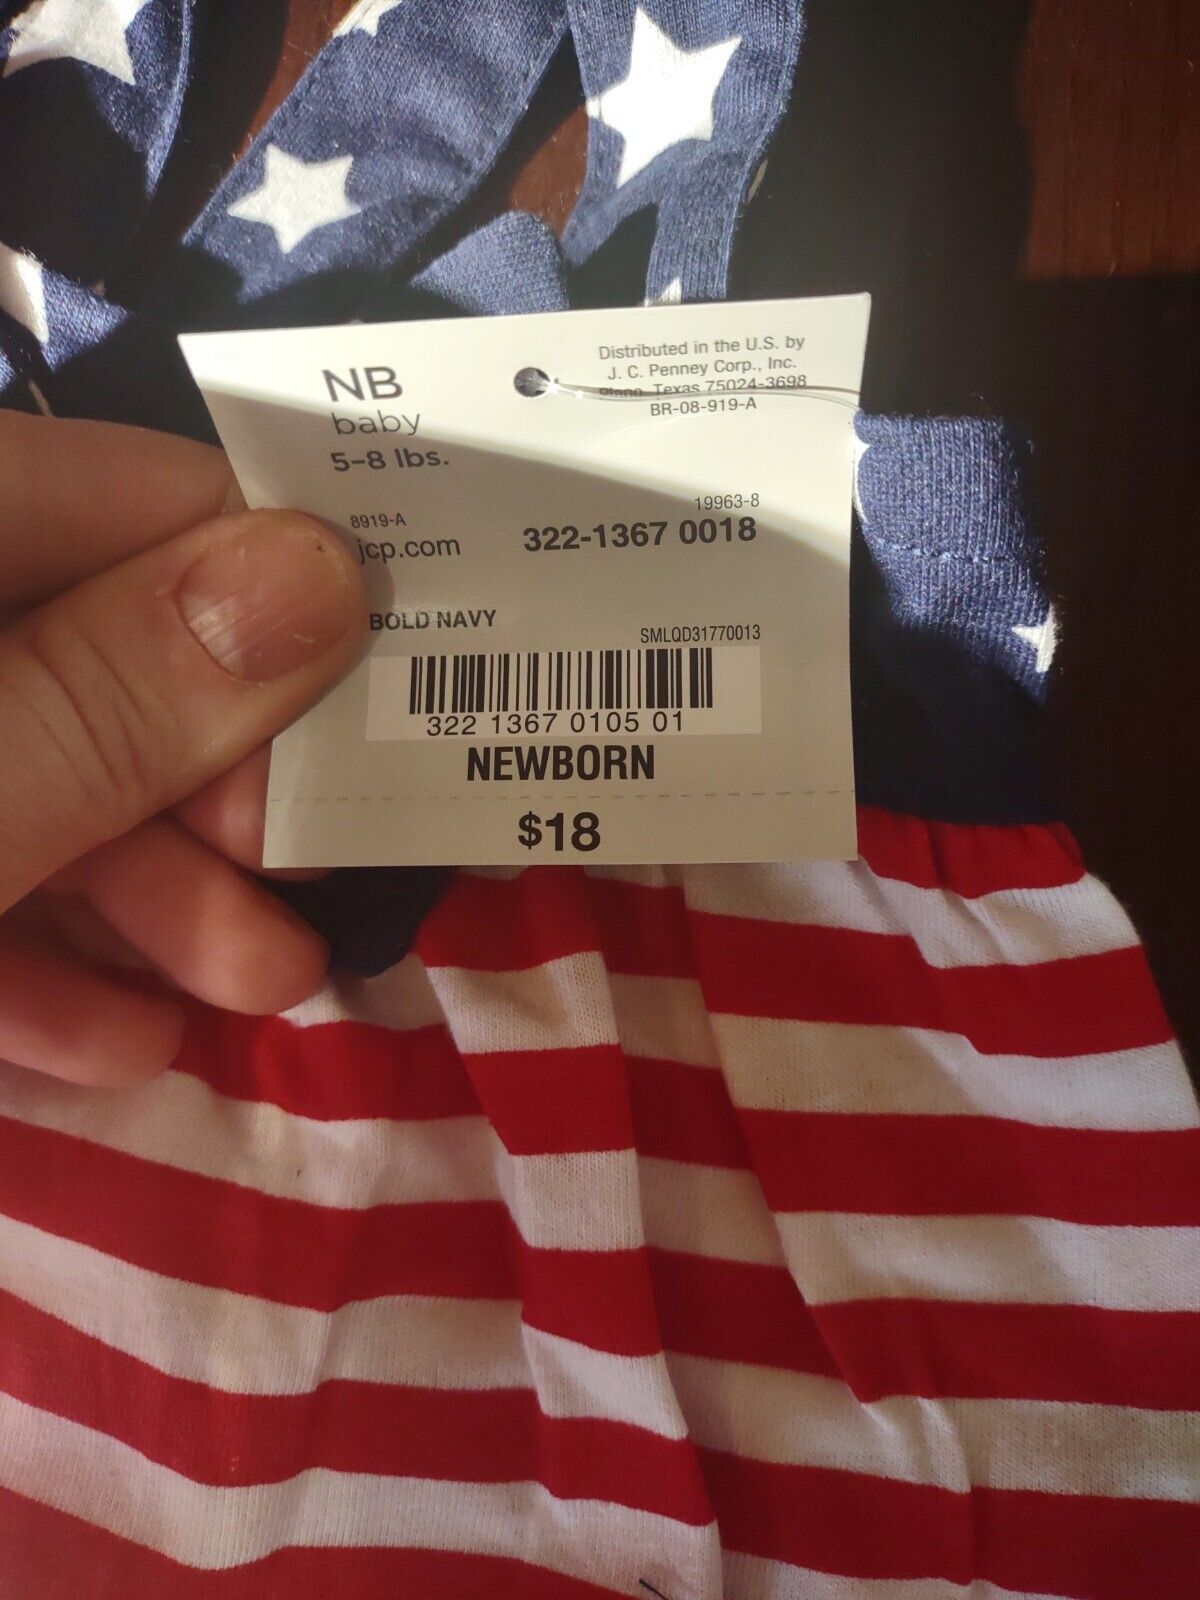 NB
baby
5-8 lbs.
Distributed in the U.S. by
J. C. Penney Corp., Inc.
Plano, Texas 75024-3698
BR-08-919-A
8919-A
jcp.com
19963-8
322-1367 0018
BOLD NAVY
SMLQD31770013
322 1367 0105 01
NEWBORN
$18